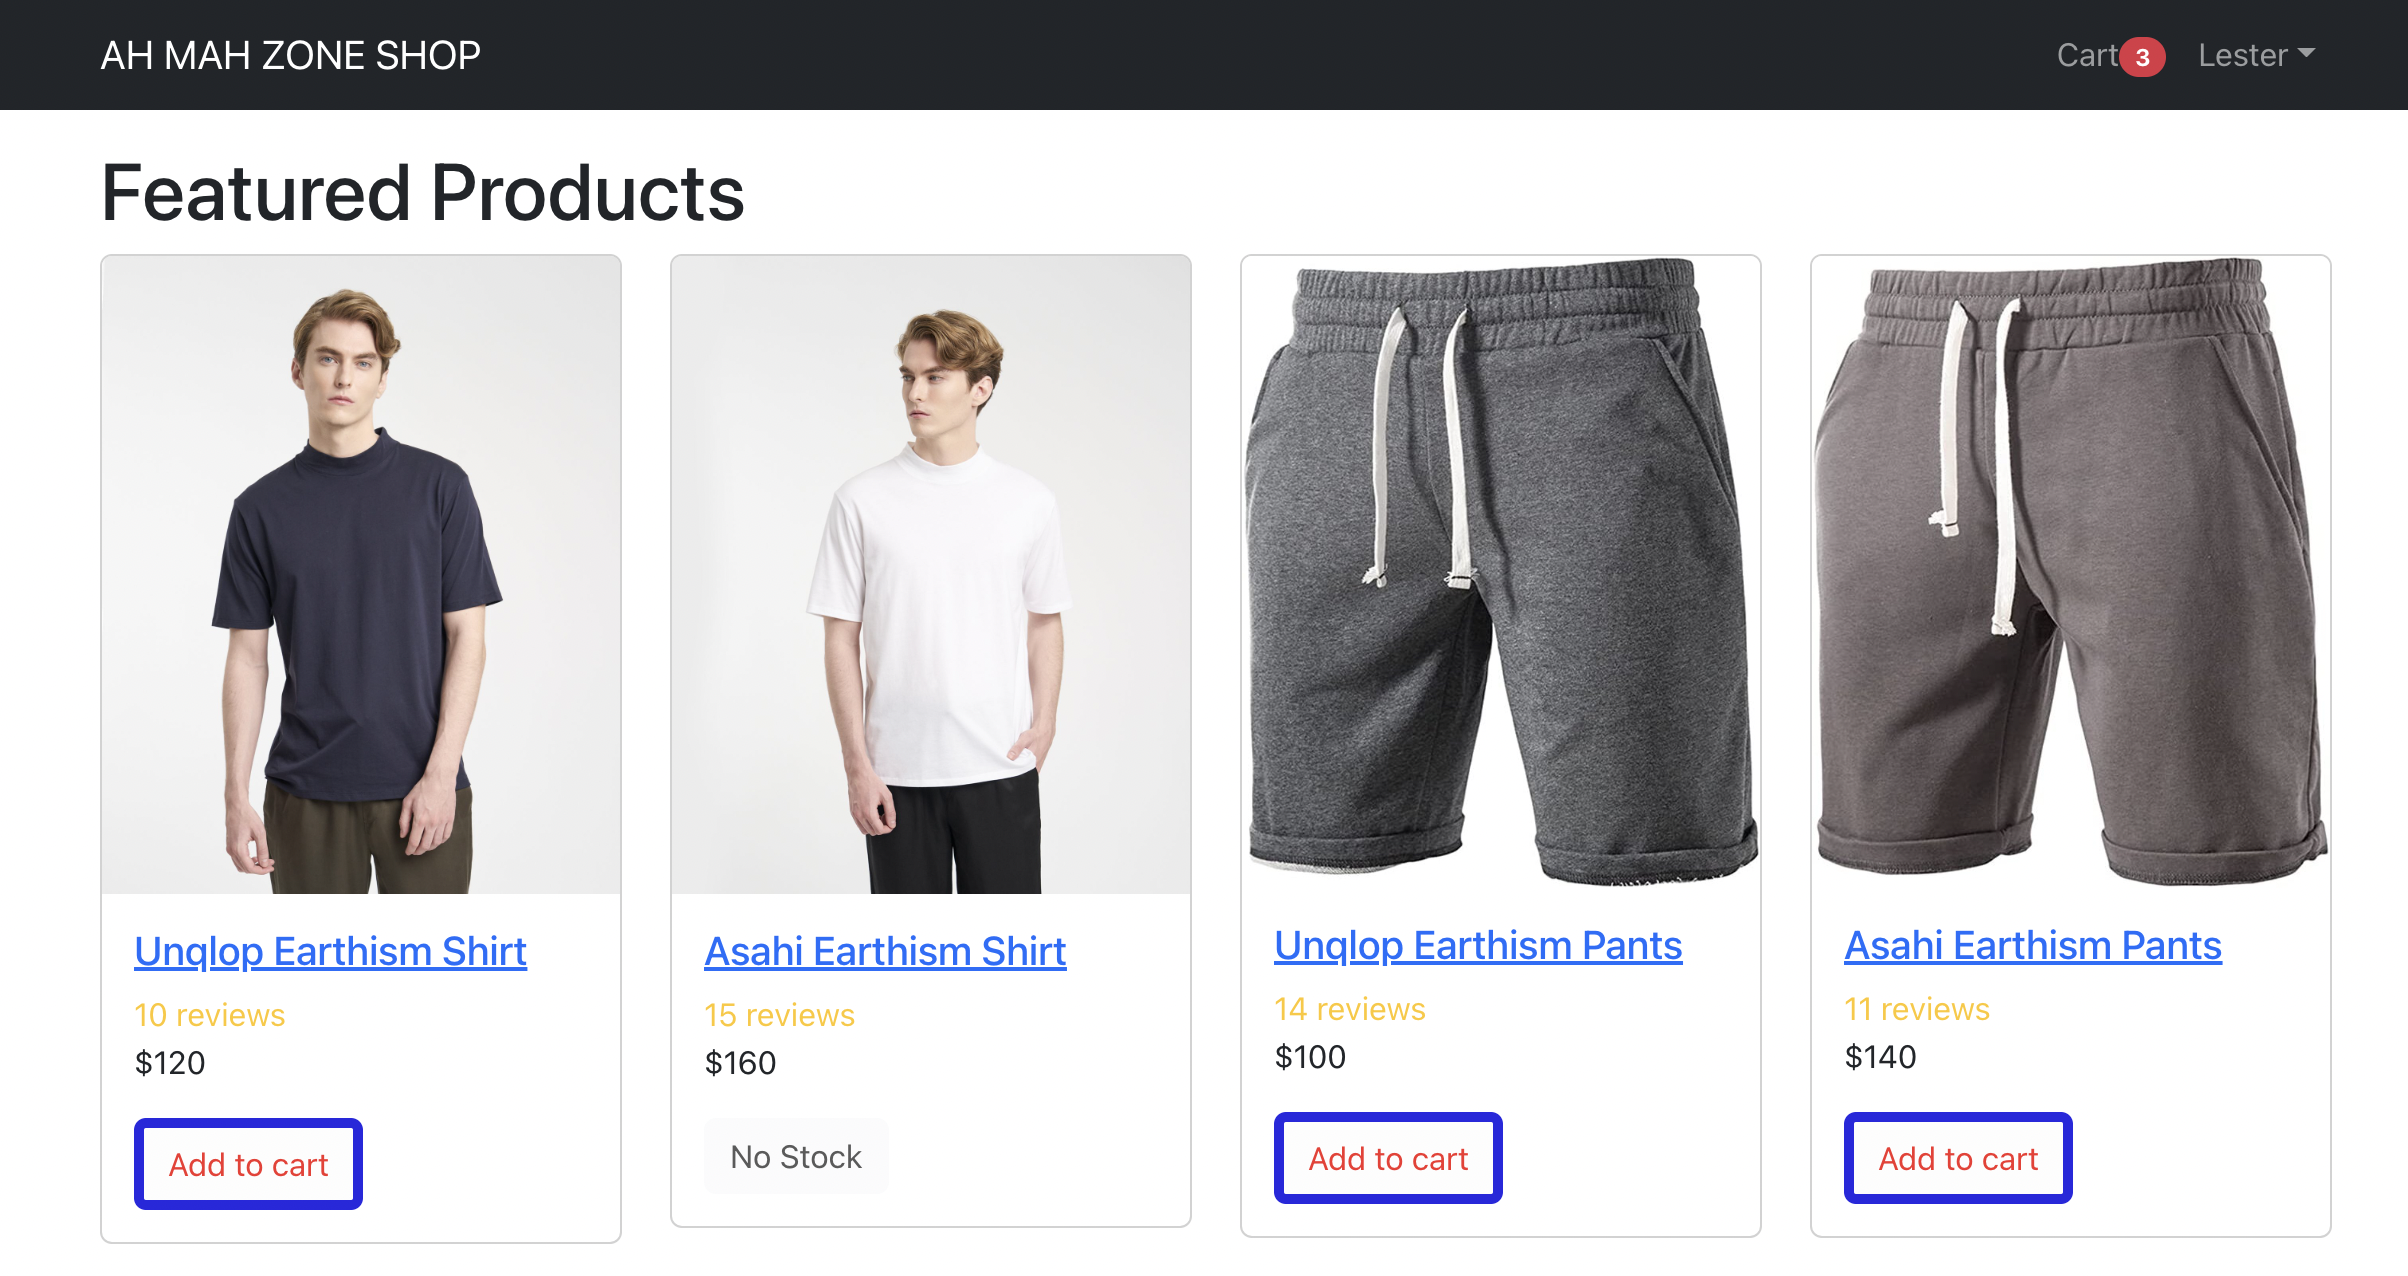 AH MAH ZONE SHOP
Cart 3
Lester
Featured Products
Unqlop Earthism Shirt
10 reviews
$120
Add to cart
Asahi Earthism Shirt
15 reviews
$160
No Stock
Unqlop Earthism Pants
14 reviews
$100
Add to cart
Asahi Earthism Pants
11 reviews
$140
Add to cart